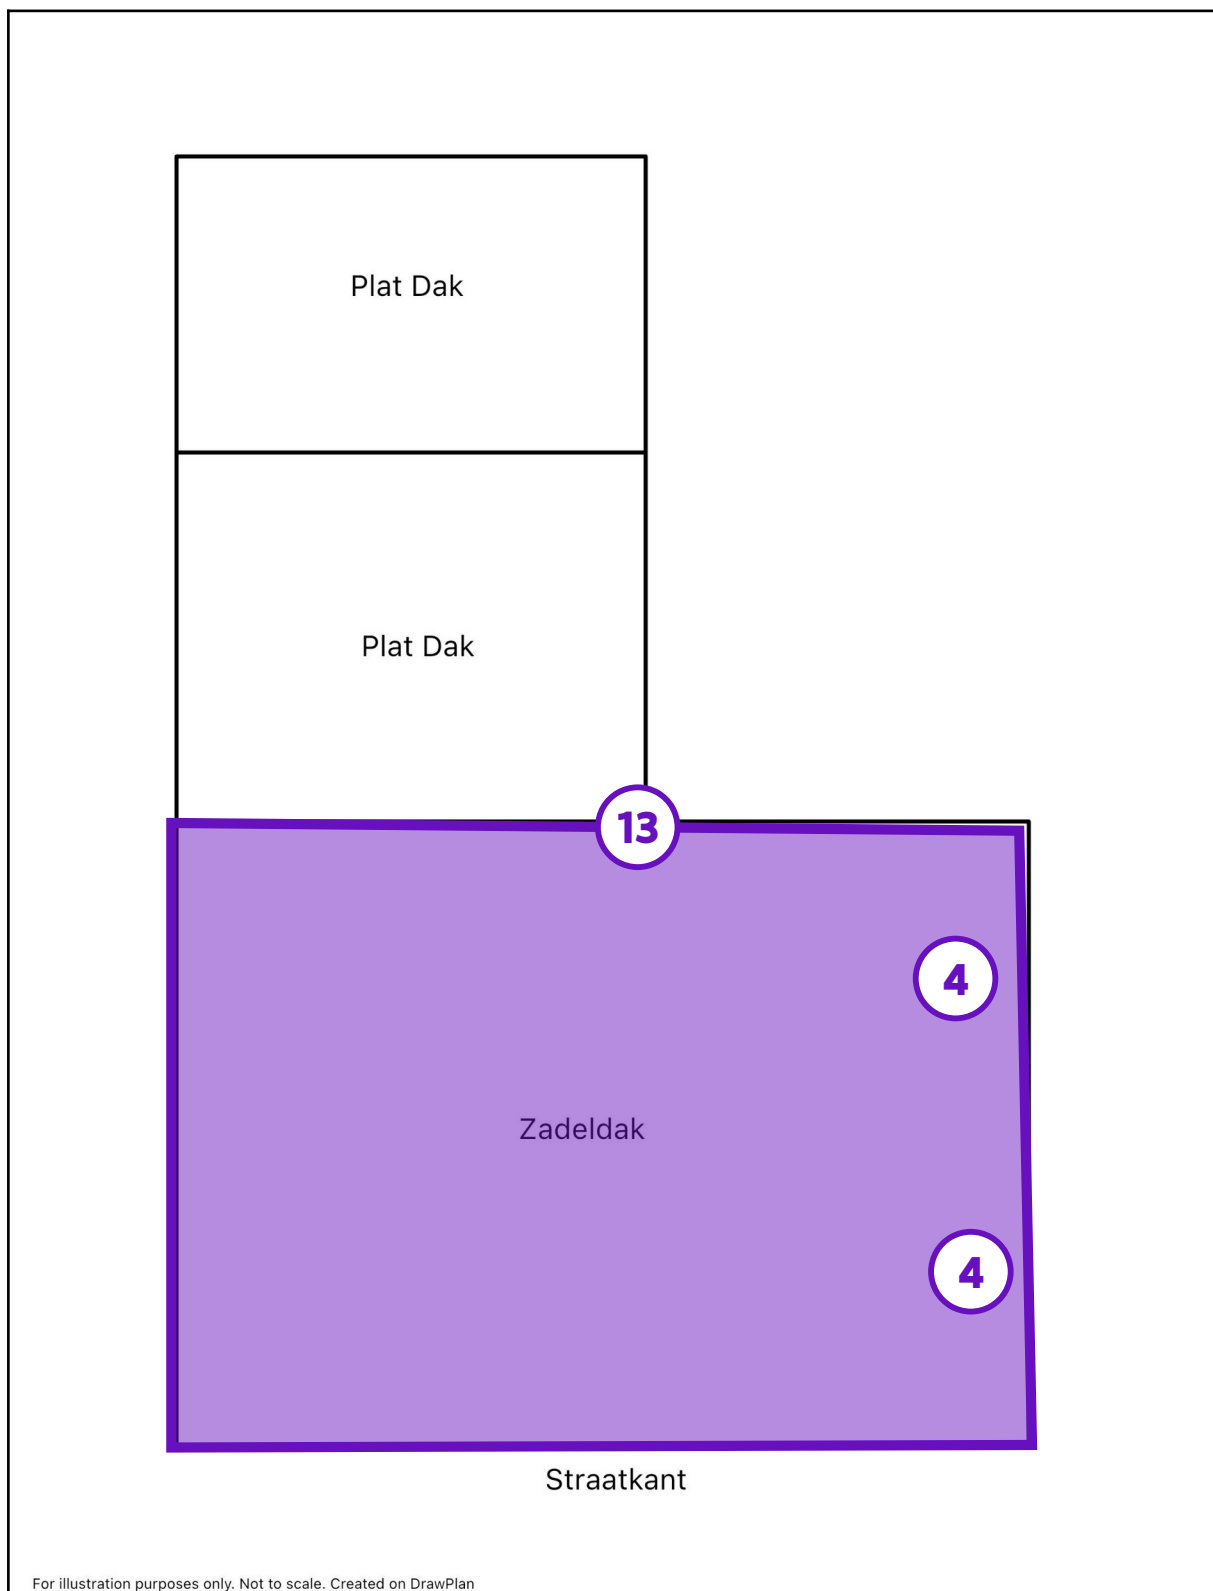 Plat Dak
Plat Dak
13
4
Zadeldak
4
Straatkant
For illustration purposes only. Not to scale. Created on DrawPlan